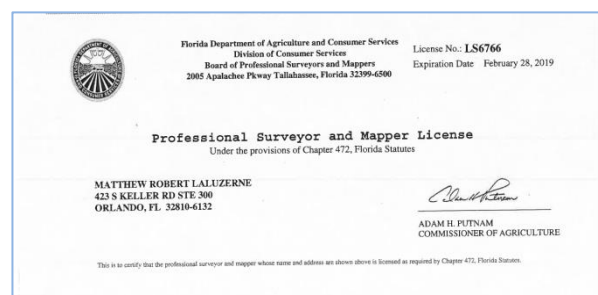 Florida Department of Agriculture and Consumer Services
Division of Consumer Services
Board of Professional Surveyors and Mappers
2005 Apalachee Pkway Tallahassee, Florida 32399-6500
License No.: LS6766
Expiration Date February 28, 2019
Professional Surveyor and Mapper License
Under the provisions of Chapter 472, Florida Statutes
MATTHEW ROBERT LALUZERNE
423 S KELLER RD STE 300
ORLANDO, FL 32810-6132
ADAM H. PUTNAM
COMMISSIONER OF AGRICULTURE
This is to certify that the professional surveyor and mapper whose name and address are shown above is licensed as required by Chapter 472, Florida Statutes.